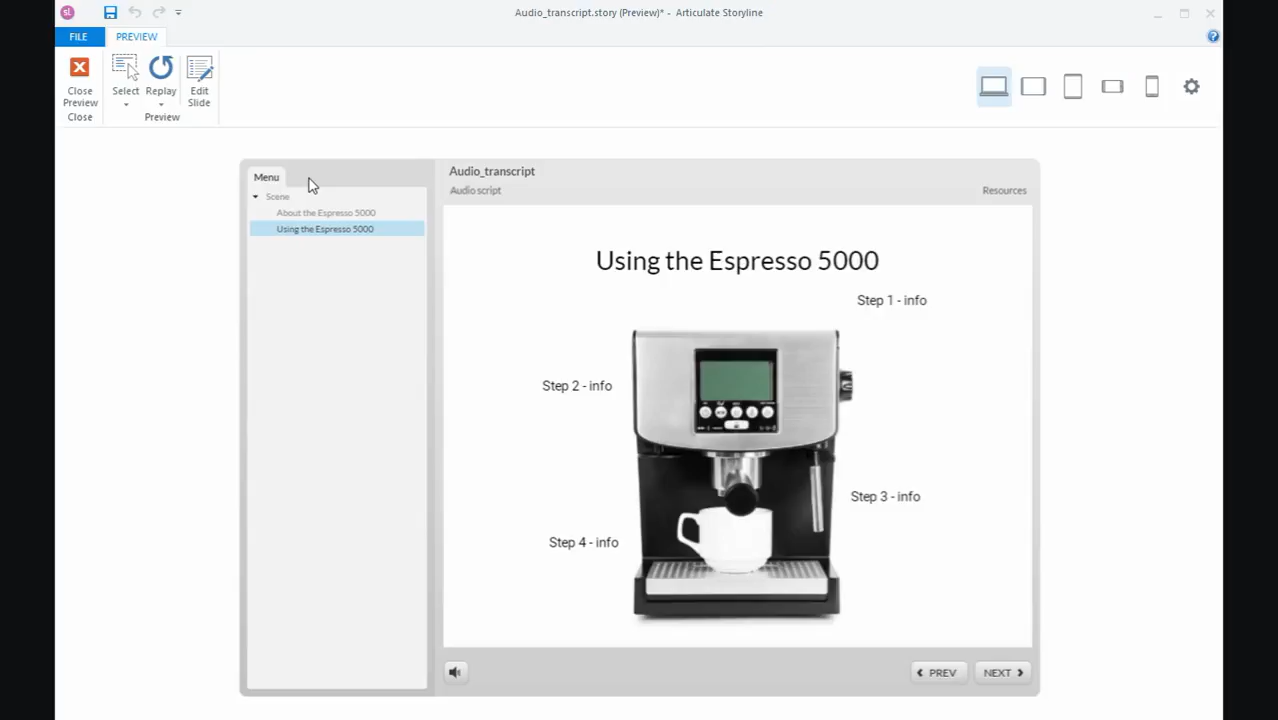 sl
Audio_transcript.story (Preview)* - Articulate Storyline
FILE
PREVIEW
?
Close
Preview
Select
Replay
Edit
Slide
Close
Preview
Menu
Scene
About the Espresso 5000
Using the Espresso 5000
Audio_transcript
Audio script
Resources
Using the Espresso 5000
Step 1 - info
Step 2 - info
Step 3 - info
Step 4 - info
PREV
NEXT